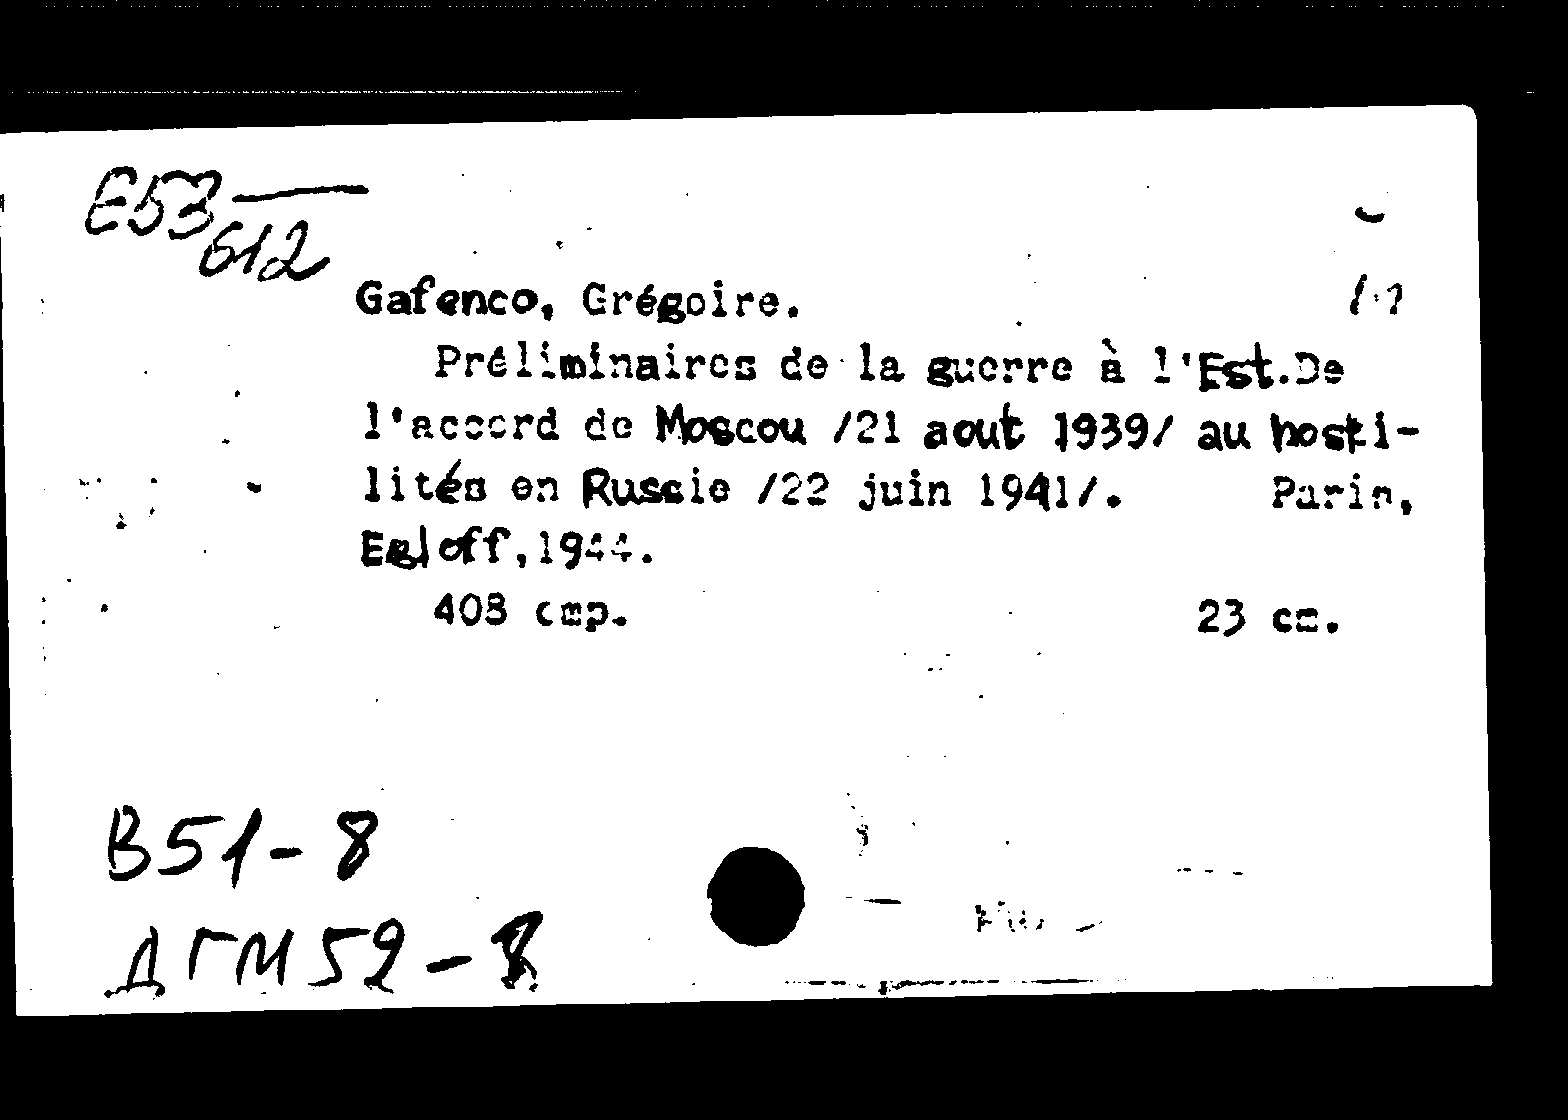 E53
612
Gafenco, Grégoire.
Préliminaires de la guerre à l'Est.De
l'accord de Moscou /21 aout 1939/ au hosti-
lités en Russie /22 juin 1941/. Paris,
Egloff,1944.
408 стр. 23 см.
В51-8
ДГМ52-8